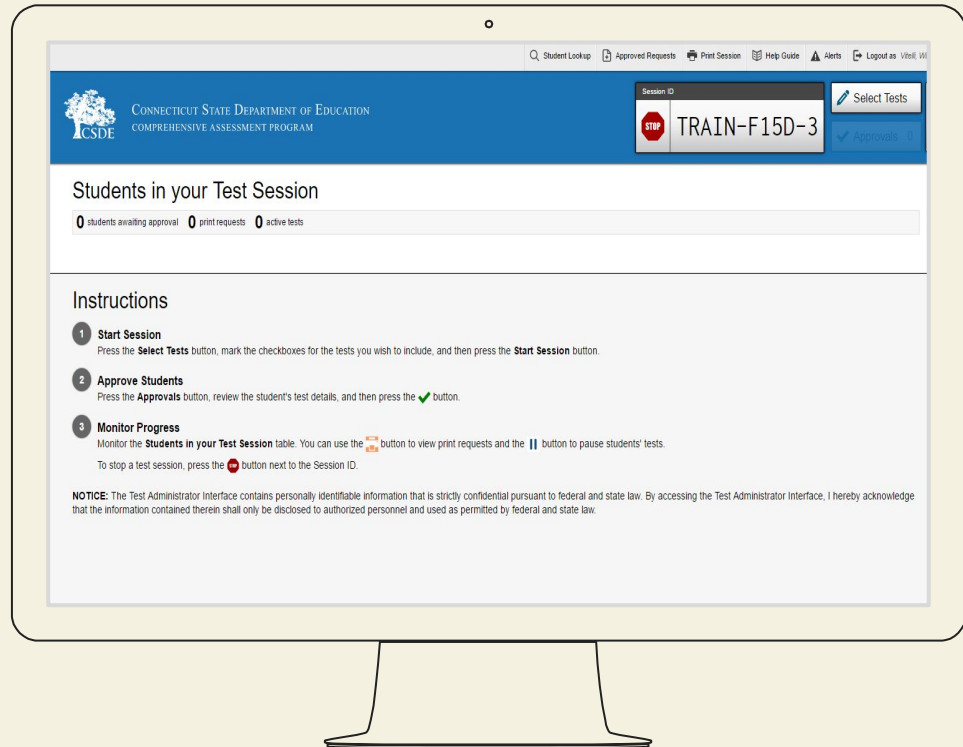 Student Lookup Approved Requests Print Session Help Guide Alerts Logout as
CSDE
CONNECTICUT STATE DEPARTMENT OF EDUCATION
COMPREHENSIVE ASSESSMENT PROGRAM
Session ID
STOP
TRAIN-F15D-3
Select Tests
Approvals 0
Students in your Test Session
0 students awaiting approval 0 print requests 0 active tests
Instructions
1 Start Session
Press the Select Tests button, mark the checkboxes for the tests you wish to include, and then press the Start Session button.
2 Approve Students
Press the Approvals button, review the student's test details, and then press the ✔ button.
3 Monitor Progress
Monitor the Students in your Test Session table. You can use the button to view print requests and the button to pause students' tests.
To stop a test session, press the STOP button next to the Session ID.
NOTICE: The Test Administrator Interface contains personally identifiable information that is strictly confidential pursuant to federal and state law. By accessing the Test Administrator Interface, I hereby acknowledge
that the information contained therein shall only be disclosed to authorized personnel and used as permitted by federal and state law.